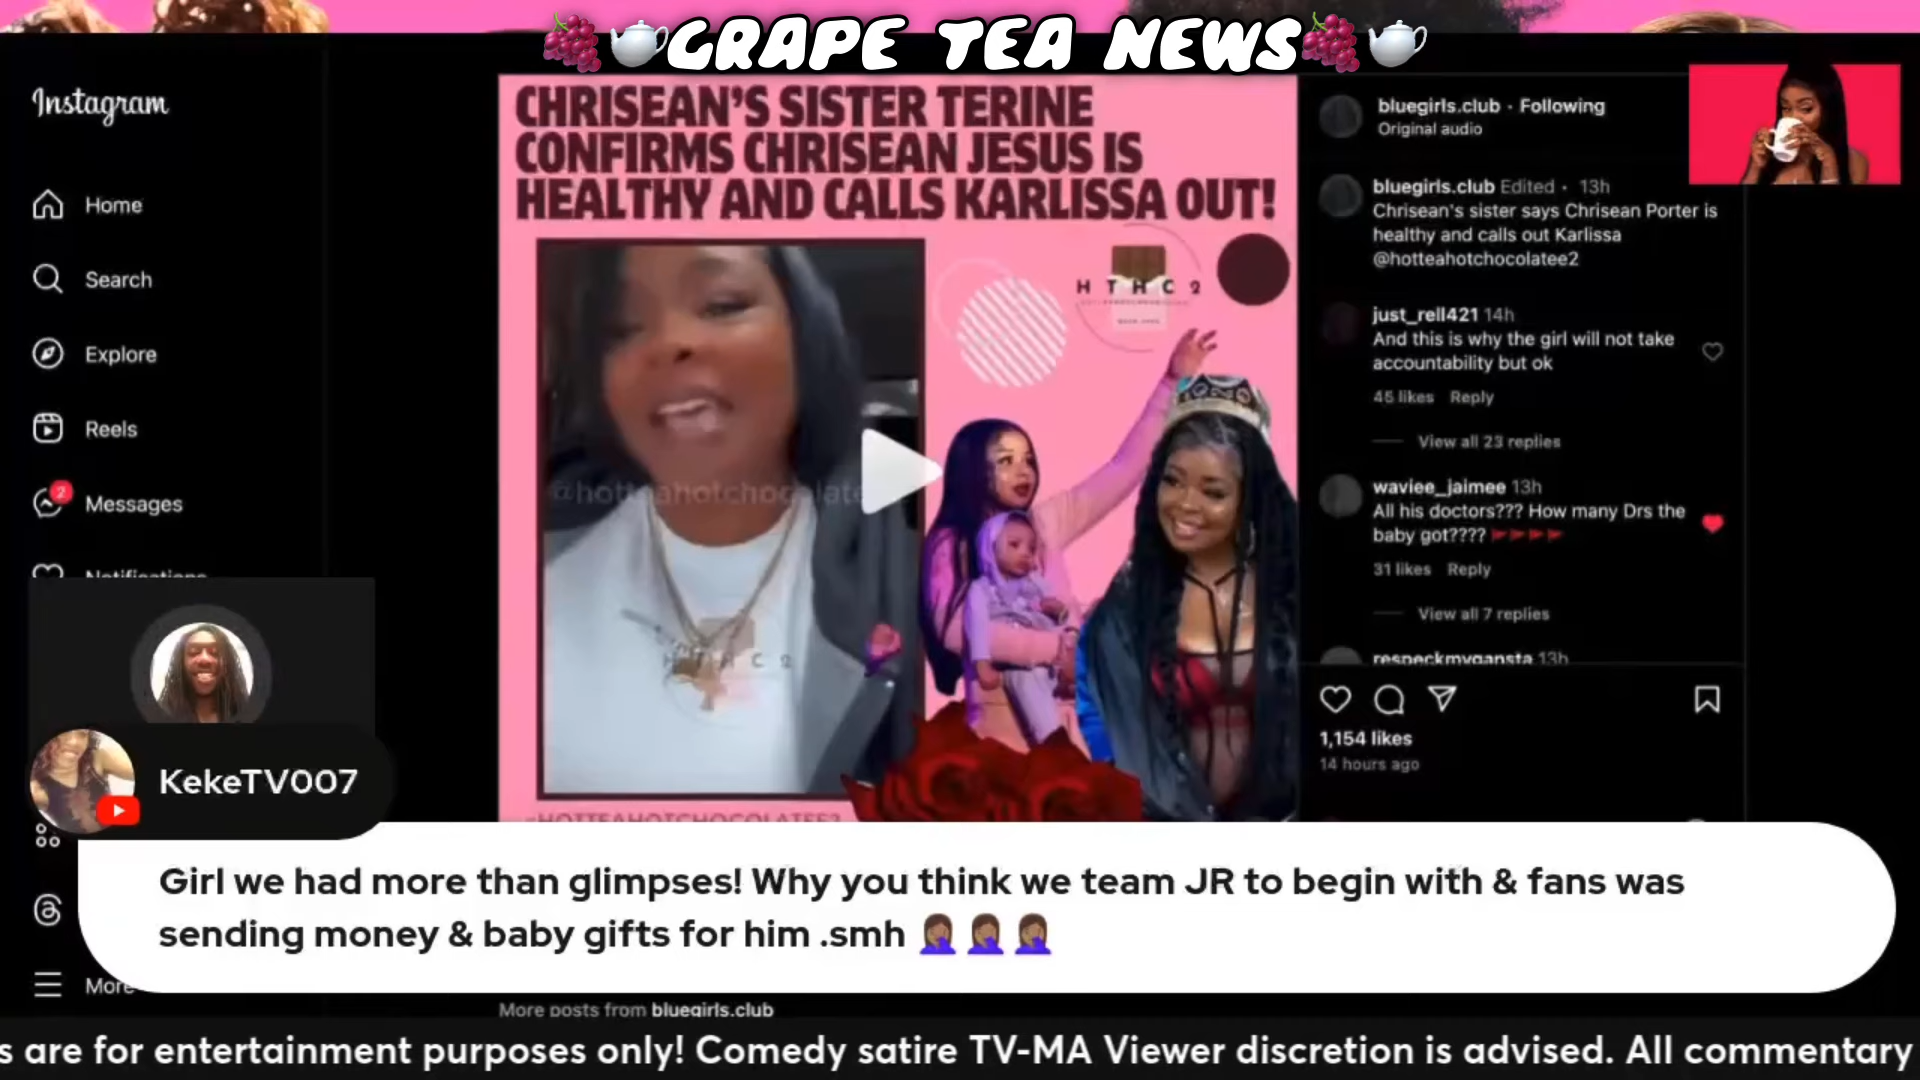 GRAPE TEA NEWS
Instagram
Home
Search
Explore
Reels
2
Messages
Notifications
More
CHRISEAN'S SISTER TERINE
CONFIRMS CHRISEAN JESUS IS
HEALTHY AND CALLS KARLISSA OUT!
H T H C 2
@hotteahotchocolate
H T H C 2
@HOTTEAHOTCHOCOLATEE2
bluegirls.club · Following
Original audio
bluegirls.club Edited · 13h
Chrisean's sister says Chrisean Porter is
healthy and calls out Karlissa
@hotteahotchocolatee2
just_rell421 14h
And this is why the girl will not take
accountability but ok
45 likes Reply
View all 23 replies
waviee_jaimee 13h
All his doctors??? How many Drs the
baby got???? 🚩🚩🚩🚩
31 likes Reply
View all 7 replies
respeckmygansta 13h
1,154 likes
14 hours ago
KekeTV007
Girl we had more than glimpses! Why you think we team JR to begin with & fans was
sending money & baby gifts for him .smh 🤦🏽‍♀️🤦🏽‍♀️🤦🏽‍♀️
More posts from bluegirls.club
s are for entertainment purposes only! Comedy satire TV-MA Viewer discretion is advised. All commentary